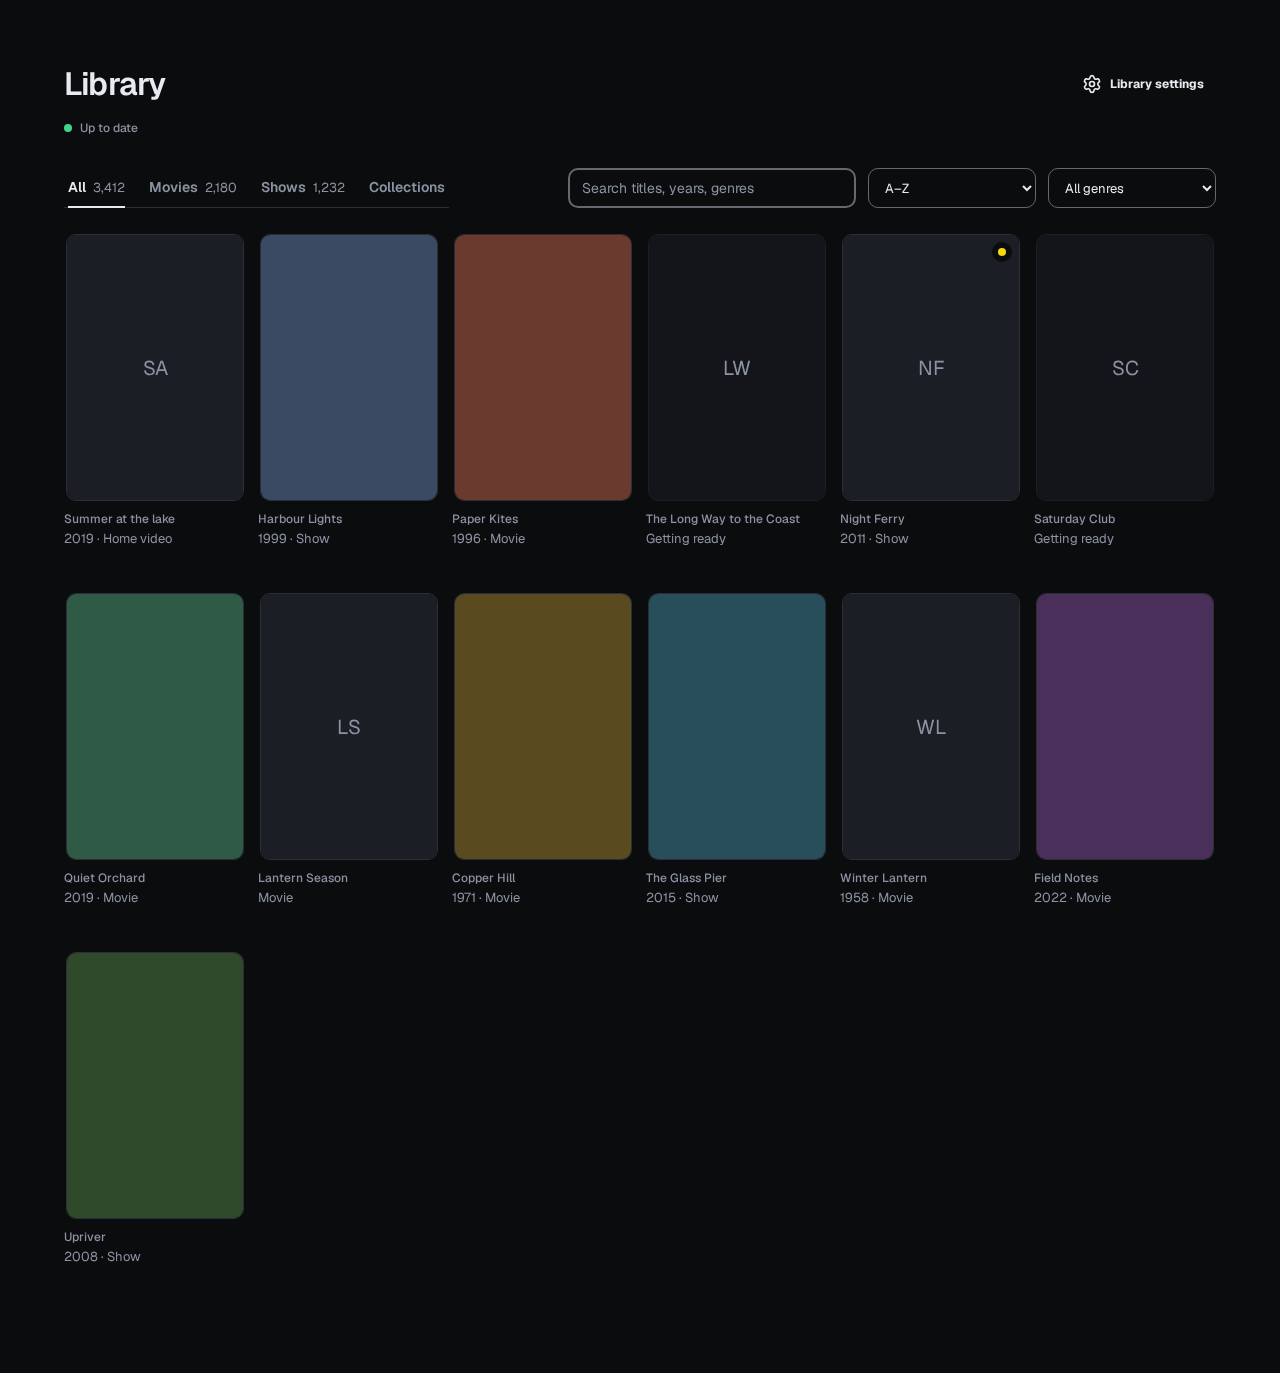 Library
Library settings
Up to date
All 3,412 Movies 2,180 Shows 1,232 Collections
Search titles, years, genres
A–Z
All genres
SA
LW
NF
SC
Summer at the lake
2019 · Home video
Harbour Lights
1999 · Show
Paper Kites
1996 · Movie
The Long Way to the Coast
Getting ready
Night Ferry
2011 · Show
Saturday Club
Getting ready
LS
WL
Quiet Orchard
2019 · Movie
Lantern Season
Movie
Copper Hill
1971 · Movie
The Glass Pier
2015 · Show
Winter Lantern
1958 · Movie
Field Notes
2022 · Movie
Upriver
2008 · Show